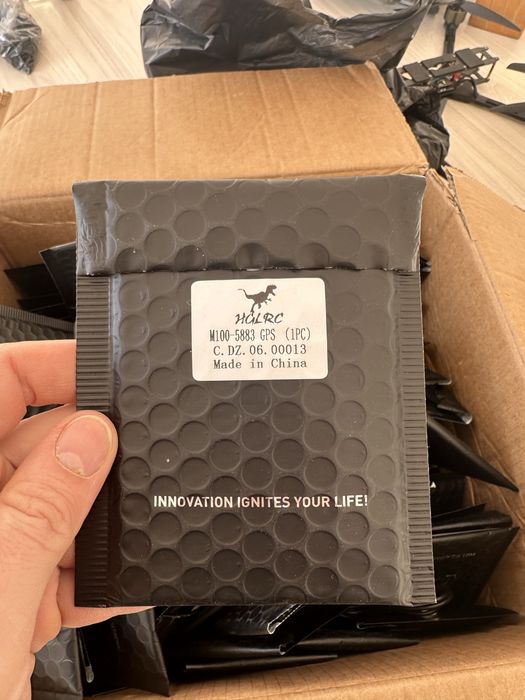 HGLRC
M100-5883 GPS (1PC)
C.DZ.06.00013
Made in China
INNOVATION IGNITES YOUR LIFE!